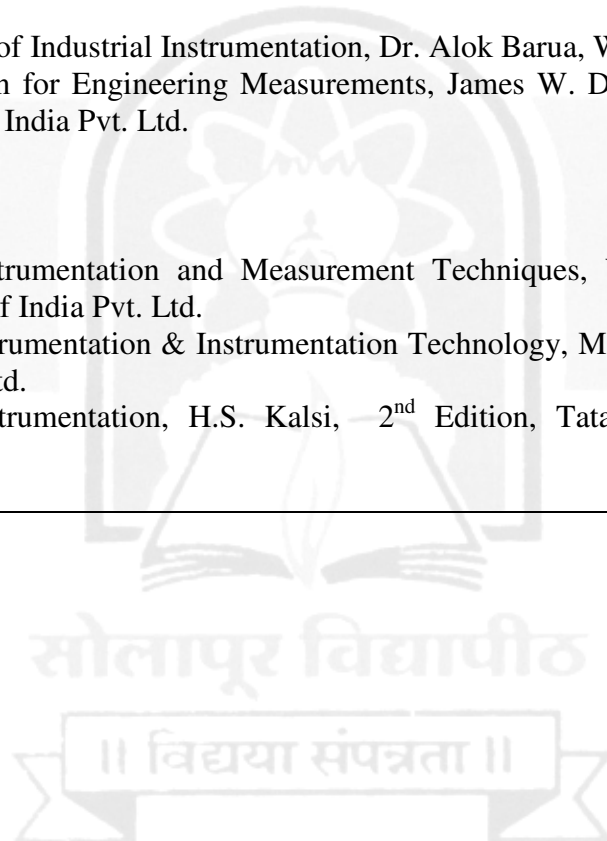 of Industrial Instrumentation, Dr. Alok Barua, W
for Engineering Measurements, James W. D
India Pvt. Ltd.
trumentation and Measurement Techniques,
f India Pvt. Ltd.
rumentation & Instrumentation Technology, M
td.
trumentation, H.S. Kalsi, 2nd Edition, Tata
सोलापूर विद्यापीठ
॥ विद्यया संपन्नता ॥